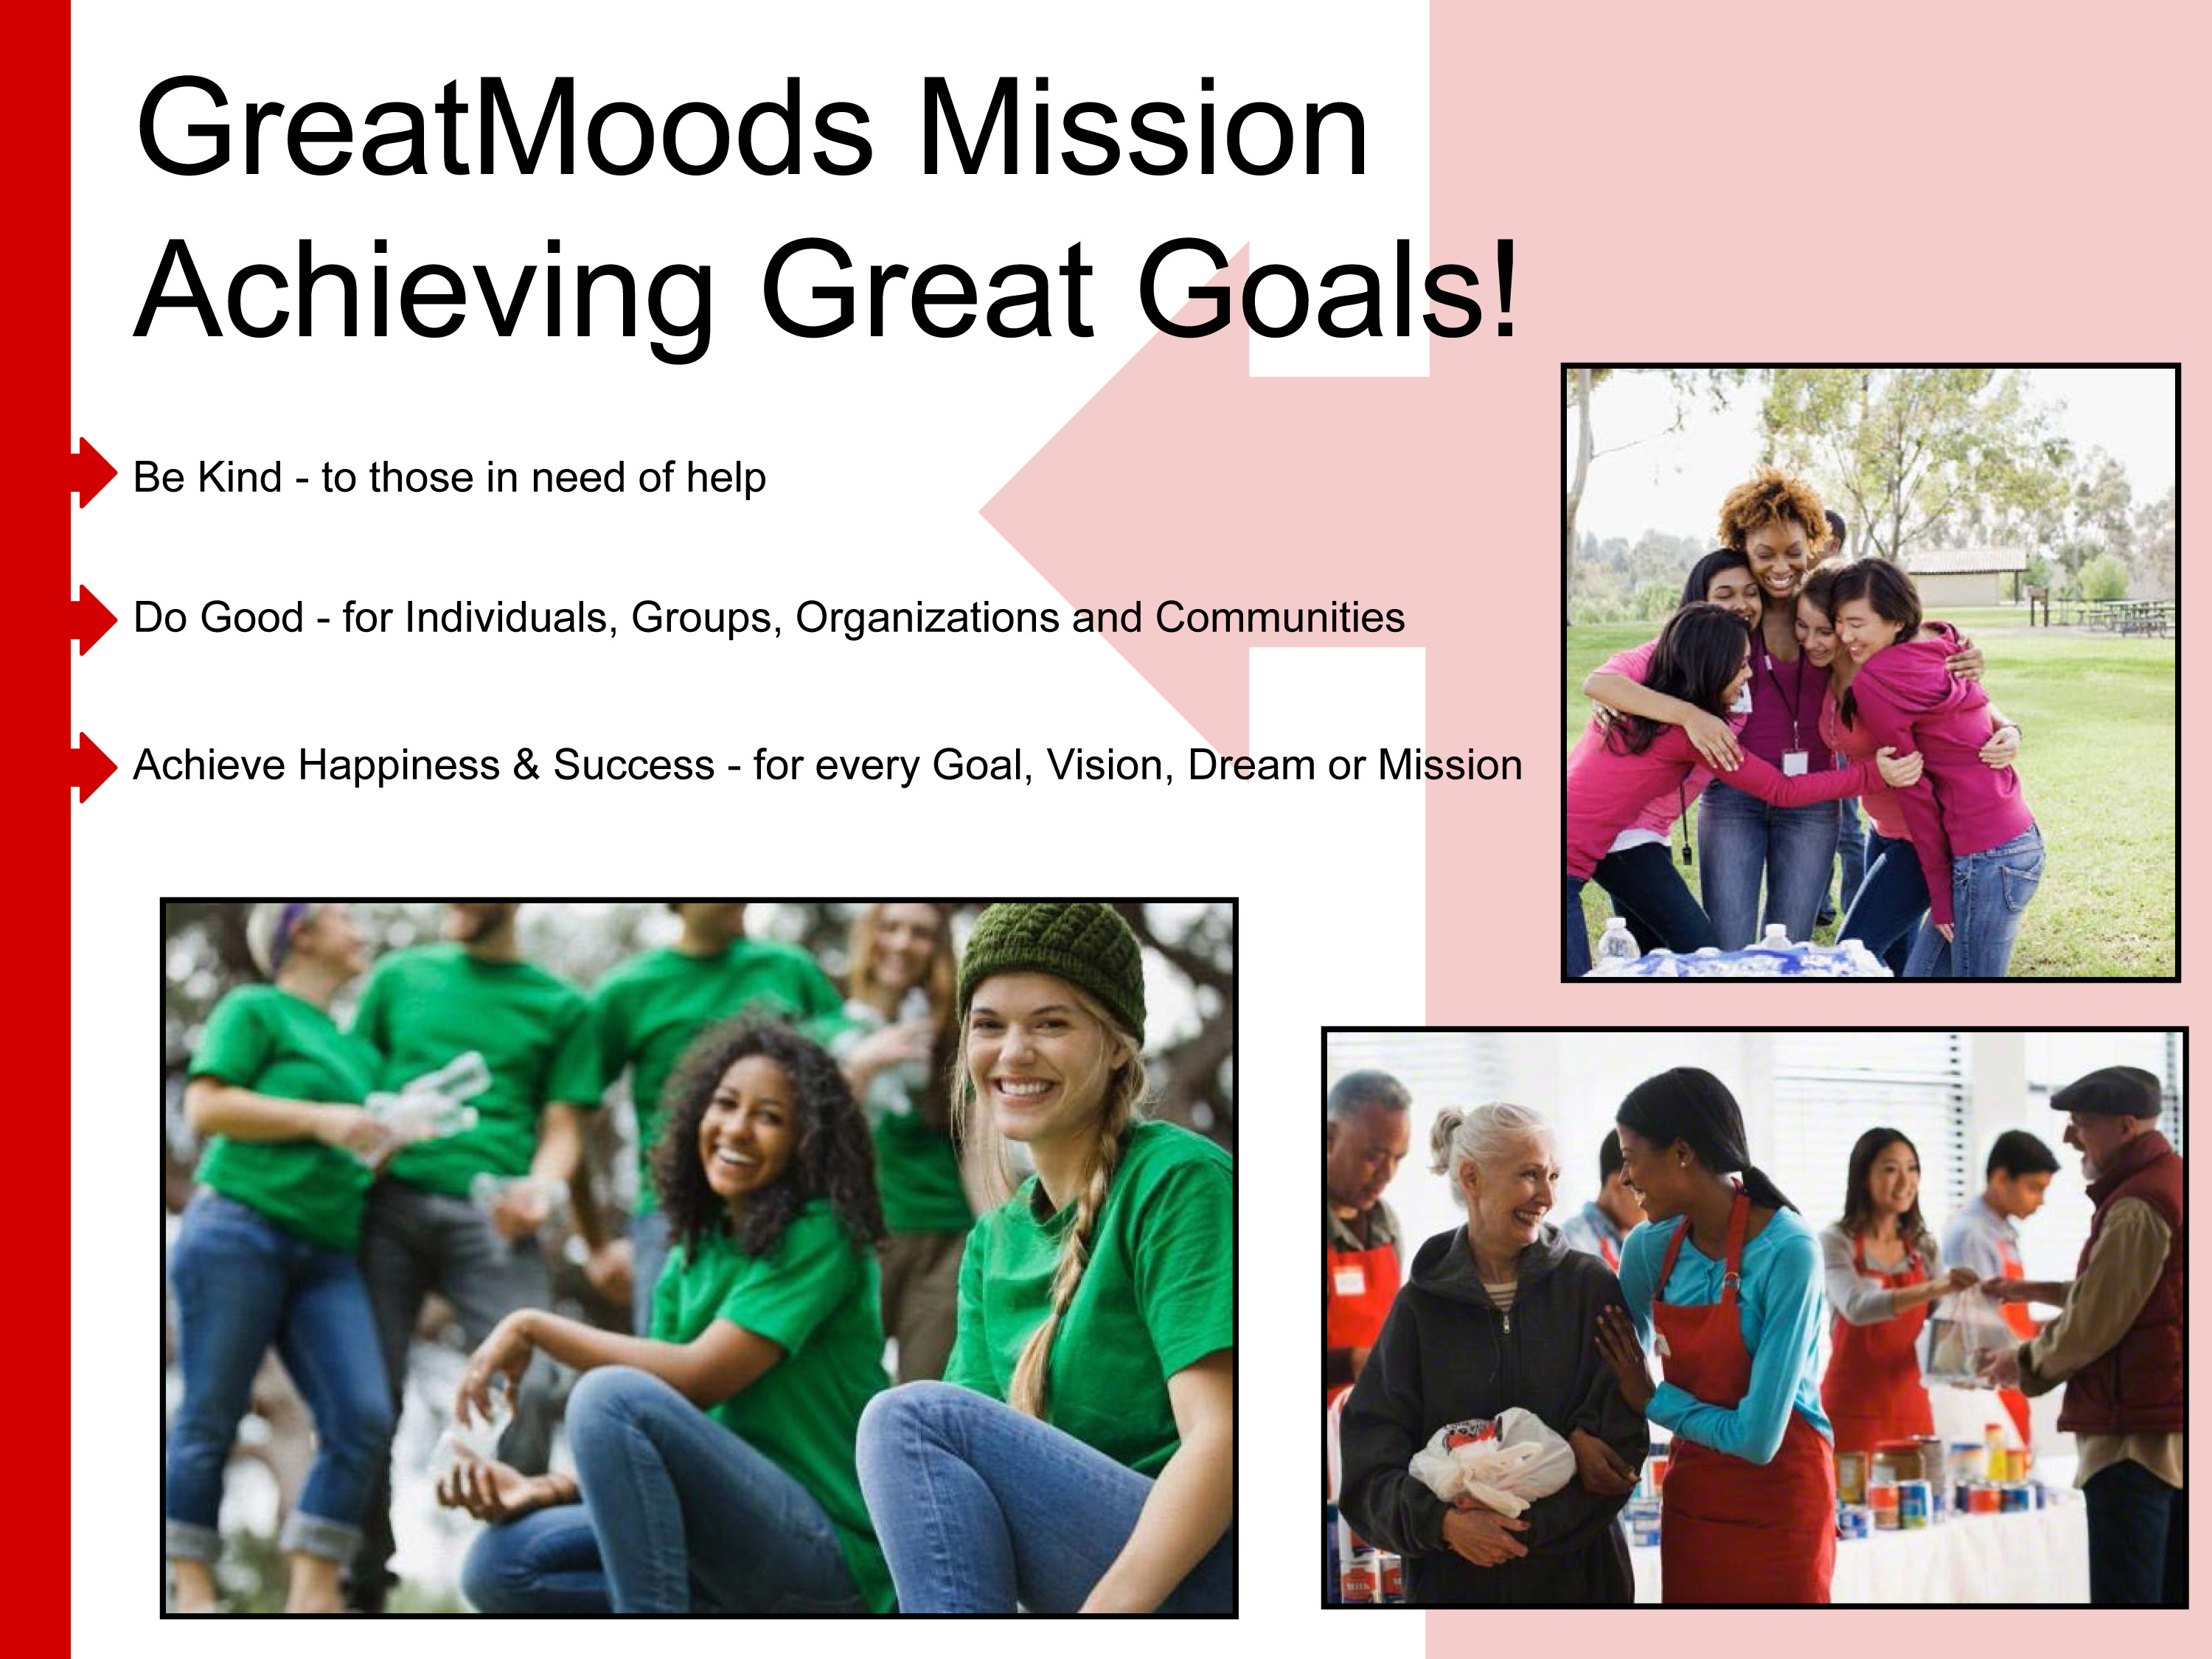 GreatMoods Mission
Achieving Great Goals!
Be Kind - to those in need of help
Do Good - for Individuals, Groups, Organizations and Communities
Achieve Happiness & Success - for every Goal, Vision, Dream or Mission
Milk